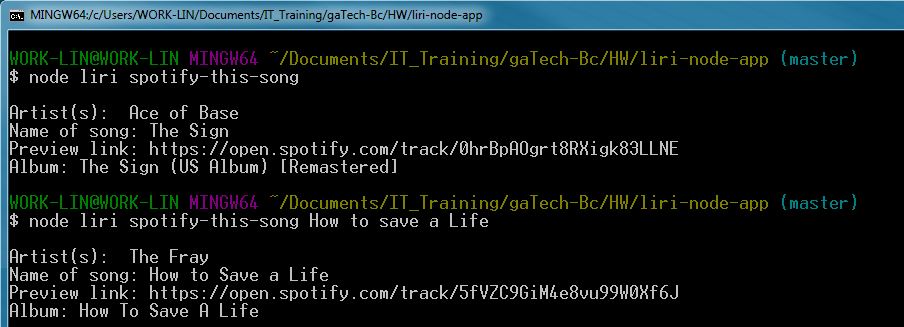 MINGW64:/c/Users/WORK-LIN/Documents/IT_Training/gaTech-Bc/HW/liri-node-app
WORK-LIN@WORK-LIN MINGW64 ~/Documents/IT_Training/gaTech-Bc/HW/liri-node-app (master)
$ node liri spotify-this-song
Artist(s):  Ace of Base
Name of song: The Sign
Preview link: https://open.spotify.com/track/0hrBpAOgrt8RXigk83LLNE
Album: The Sign (US Album) [Remastered]
WORK-LIN@WORK-LIN MINGW64 ~/Documents/IT_Training/gaTech-Bc/HW/liri-node-app (master)
$ node liri spotify-this-song How to save a Life
Artist(s):  The Fray
Name of song: How to Save a Life
Preview link: https://open.spotify.com/track/5fVZC9GiM4e8vu99W0Xf6J
Album: How To Save A Life